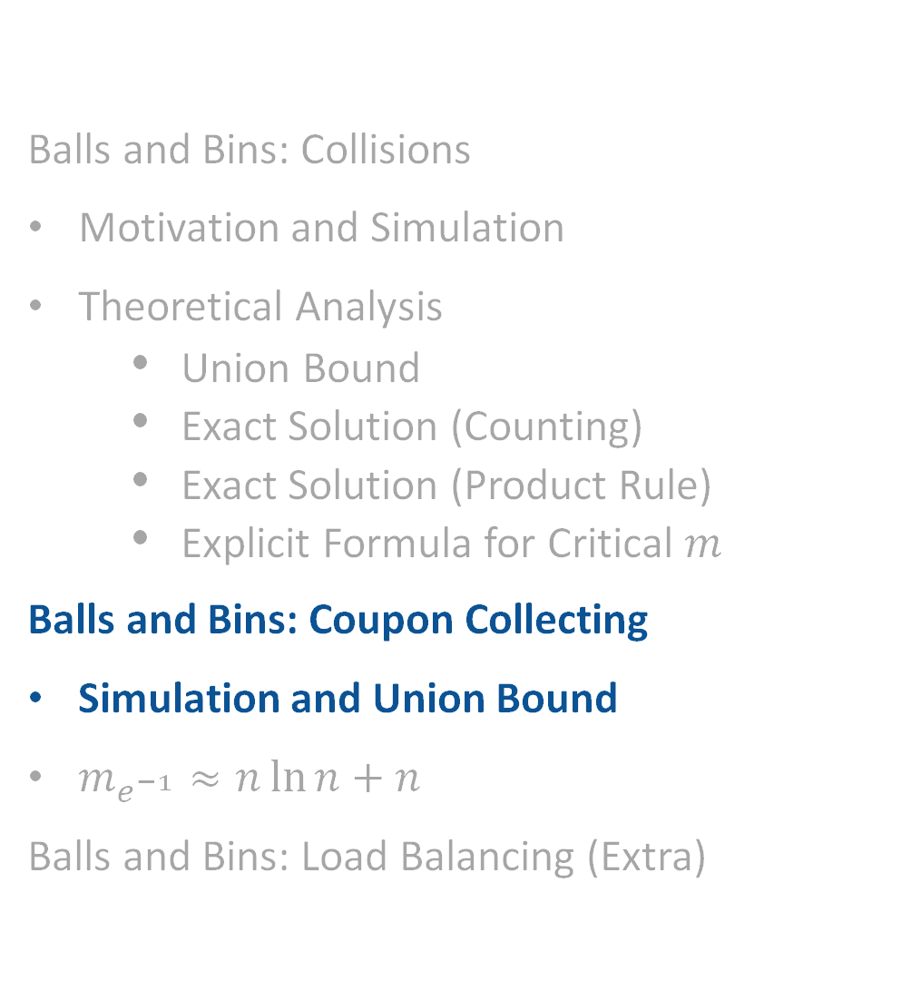 Balls and Bins: Collisions
• Motivation and Simulation
• Theoretical Analysis
• Union Bound
• Exact Solution (Counting)
• Exact Solution (Product Rule)
• Explicit Formula for Critical 𝑚
Balls and Bins: Coupon Collecting
• Simulation and Union Bound
• 𝑚ₑ₋₁ ≈ 𝑛 ln 𝑛 + 𝑛
Balls and Bins: Load Balancing (Extra)